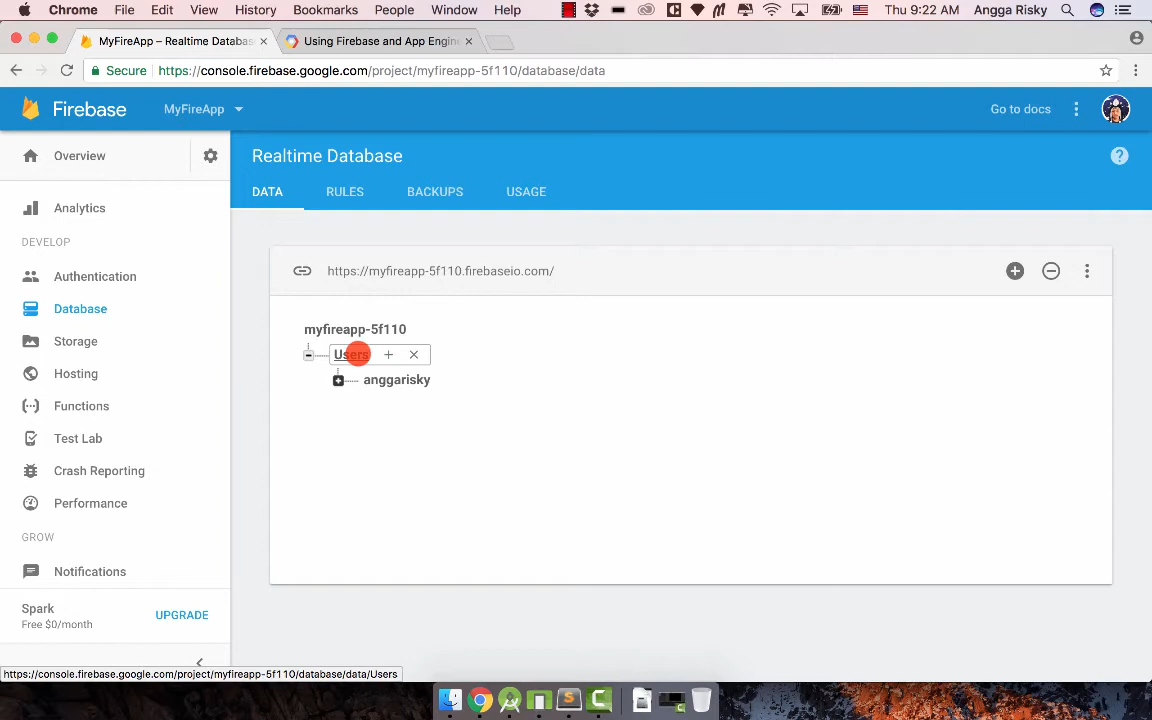 Chrome File Edit View History Bookmarks People Window Help Thu 9:22 AM Angga Risky
MyFireApp – Realtime Databas
Using Firebase and App Engin
Secure https://console.firebase.google.com/project/myfireapp-5f110/database/data
Firebase MyFireApp Go to docs
Overview
Realtime Database
DATA RULES BACKUPS USAGE
Analytics
DEVELOP
Authentication
Database
Storage
Hosting
Functions
Test Lab
Crash Reporting
Performance
GROW
Notifications
Spark
Free $0/month
UPGRADE
https://myfireapp-5f110.firebaseio.com/
myfireapp-5f110
Users
anggarisky
https://console.firebase.google.com/project/myfireapp-5f110/database/data/Users